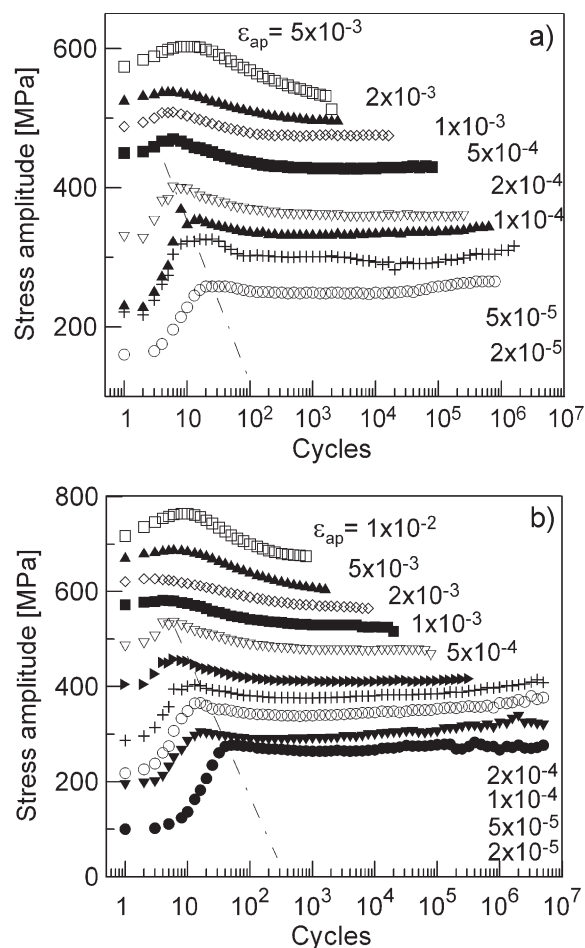 a)
εap = 5x10-3
2x10-3
1x10-3
5x10-4
2x10-4
1x10-4
5x10-5
2x10-5
Stress amplitude [MPa]
600
400
200
1 10 10² 10³ 10⁴ 10⁵ 10⁶ 10⁷
Cycles
b)
εap = 1x10-2
5x10-3
2x10-3
1x10-3
5x10-4
2x10-4
1x10-4
5x10-5
2x10-5
Stress amplitude [MPa]
800
600
400
200
0
1 10 10² 10³ 10⁴ 10⁵ 10⁶ 10⁷
Cycles